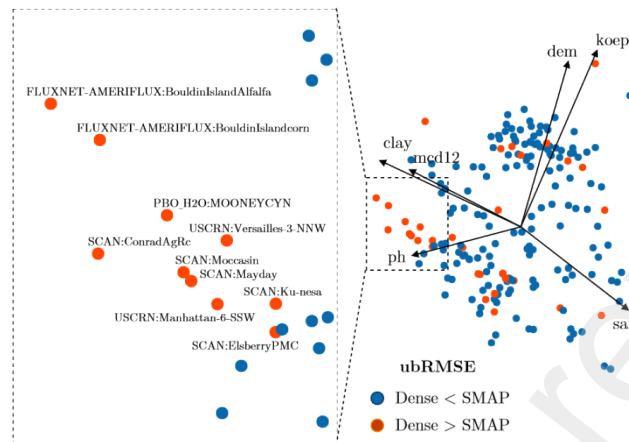 FLUXNET-AMERIFLUX:BouldinIslandAlfalfa
FLUXNET-AMERIFLUX:BouldinIslandcorn
PBO_H2O:MOONEYCYN
USCRN:Versailles-3-NNW
SCAN:ConradAgRc
SCAN:Moccasin
SCAN:Mayday
SCAN:Ku-nesa
USCRN:Manhattan-6-SSW
SCAN:ElsberryPMC
dem
koep
clay
mcd12
ph
ubRMSE
Dense < SMAP
Dense > SMAP